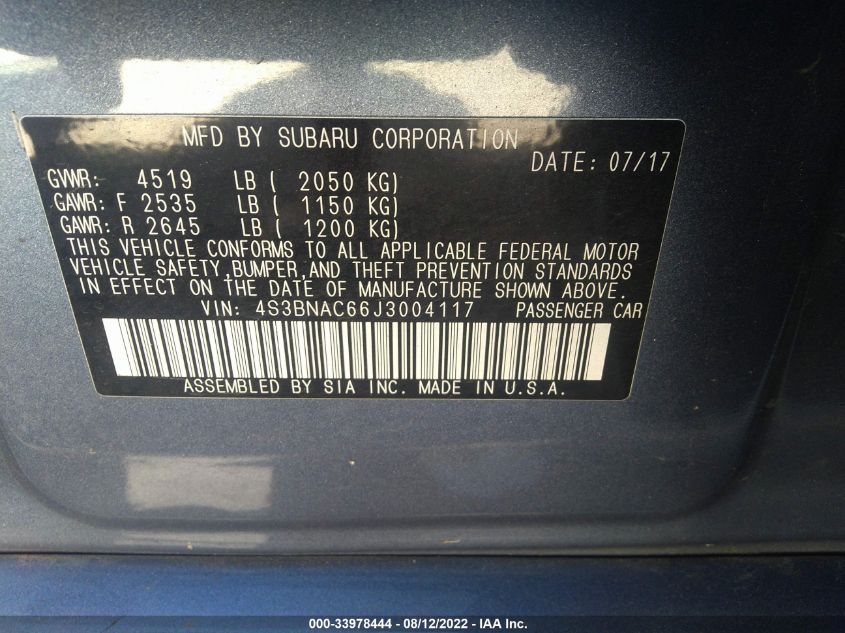 MFD BY SUBARU CORPORATION
DATE: 07/17
GVWR: 4519 LB ( 2050 KG)
GAWR: F 2535 LB ( 1150 KG)
GAWR: R 2645 LB ( 1200 KG)
THIS VEHICLE CONFORMS TO ALL APPLICABLE FEDERAL MOTOR
VEHICLE SAFETY,BUMPER,AND THEFT PREVENTION STANDARDS
IN EFFECT ON THE DATE OF MANUFACTURE SHOWN ABOVE.
VIN: 4S3BNAC66J3004117 PASSENGER CAR
ASSEMBLED BY SIA INC. MADE IN U.S.A.
000-33978444 - 08/12/2022 - IAA Inc.